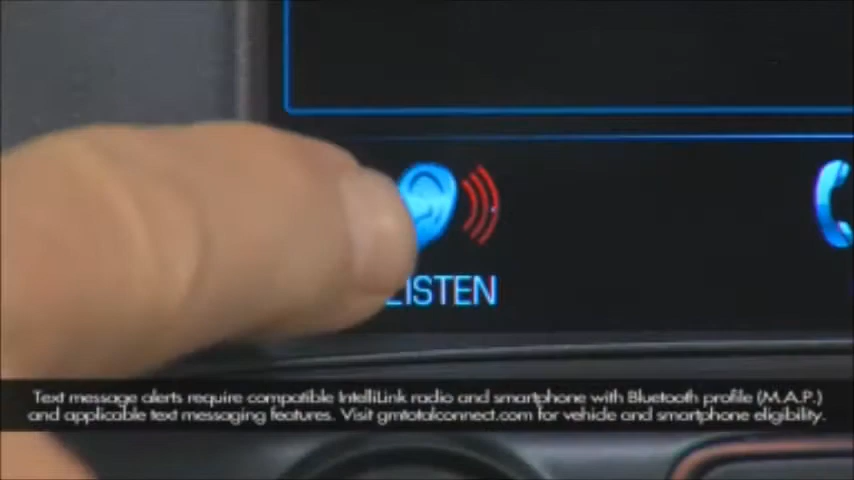 LISTEN
Text message alerts require compatible IntelliLink radio and smartphone with Bluetooth profile (M.A.P.)
and applicable text messaging features. Visit gmtotalconnect.com for vehicle and smartphone eligibility.